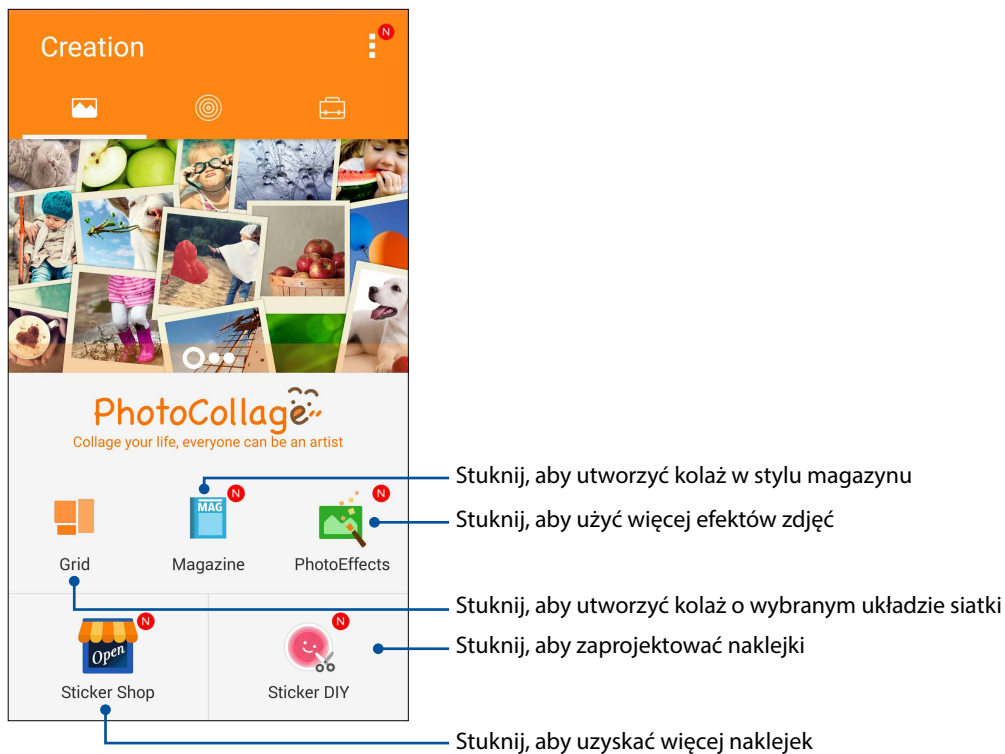 Creation
N
PhotoCollage
Collage your life, everyone can be an artist
MAG
N
N
Grid
Magazine
PhotoEffects
Stuknij, aby utworzyć kolaż w stylu magazynu
Stuknij, aby użyć więcej efektów zdjęć
Stuknij, aby utworzyć kolaż o wybranym układzie siatki
N
N
Open
Stuknij, aby zaprojektować naklejki
Sticker Shop
Sticker DIY
Stuknij, aby uzyskać więcej naklejek